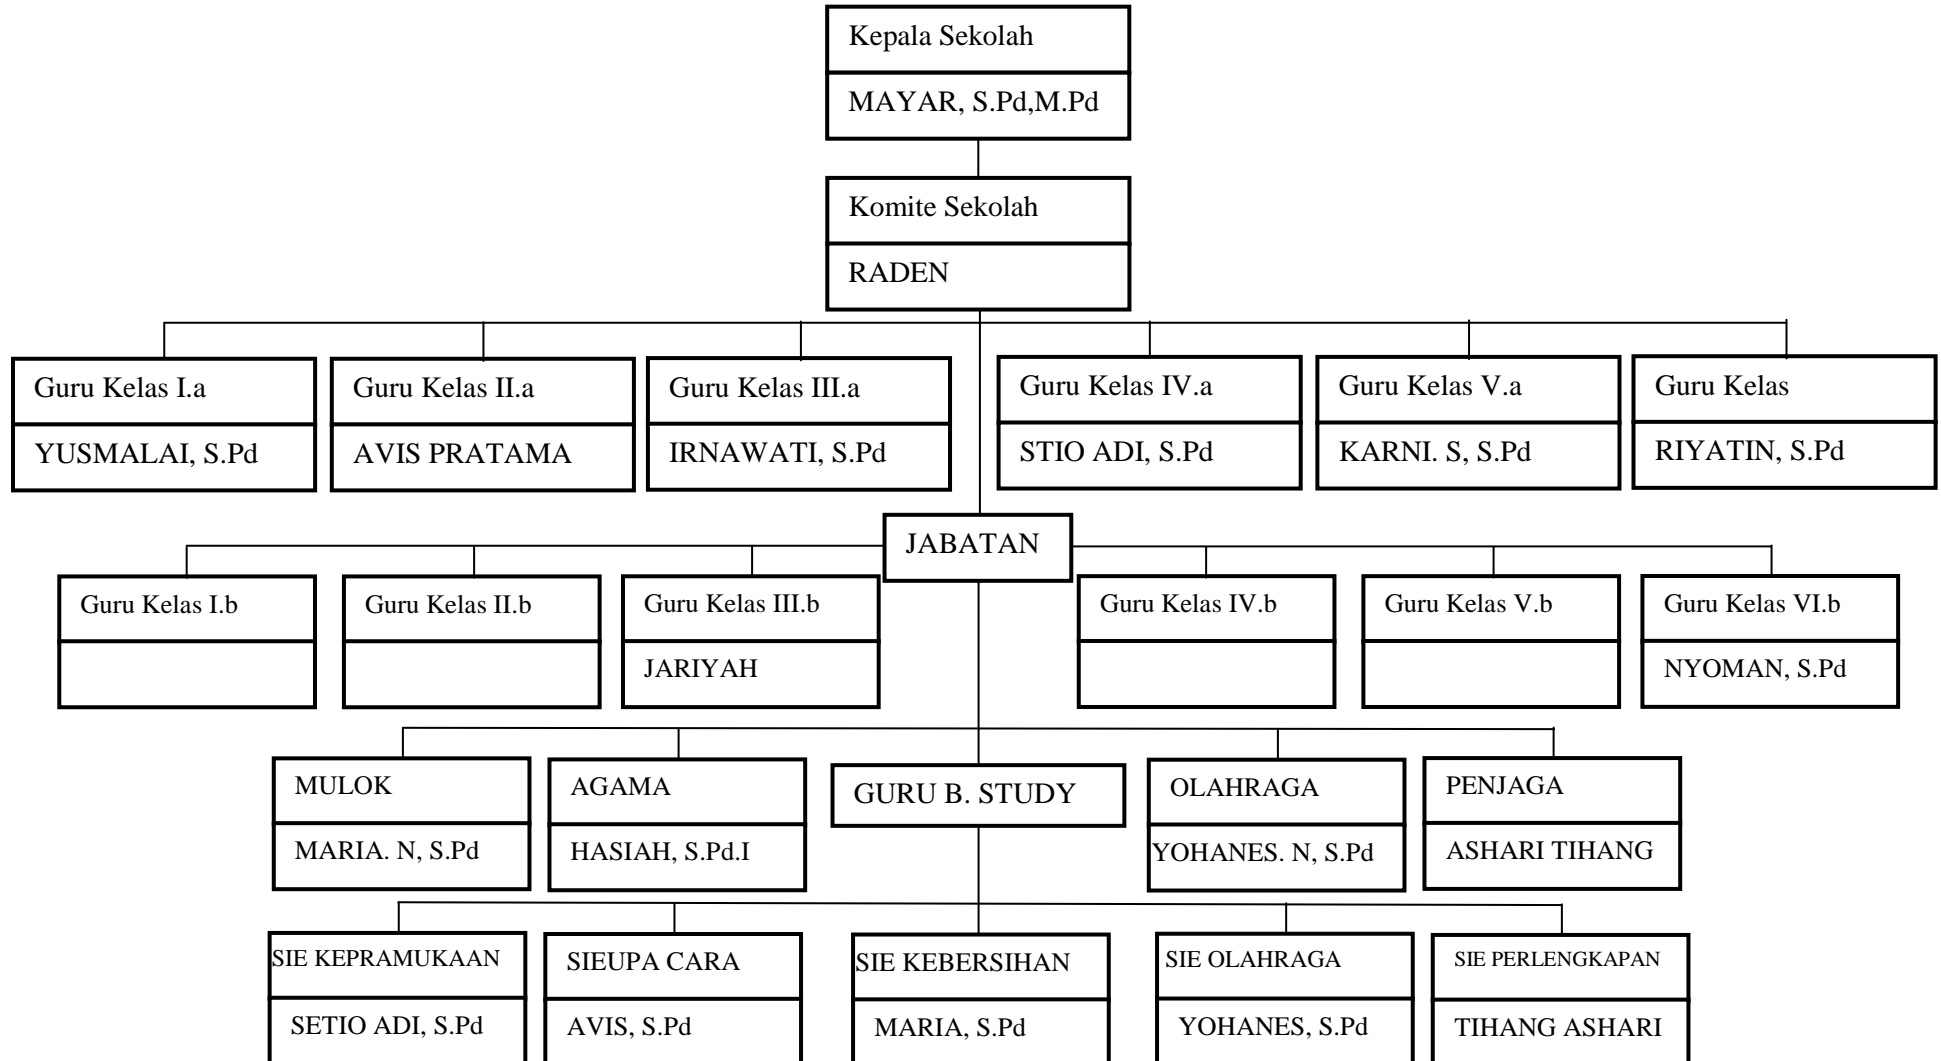 Kepala Sekolah
MAYAR, S.Pd,M.Pd
Komite Sekolah
RADEN
Guru Kelas I.a
YUSMALAI, S.Pd
Guru Kelas II.a
AVIS PRATAMA
Guru Kelas III.a
IRNAWATI, S.Pd
Guru Kelas IV.a
STIO ADI, S.Pd
Guru Kelas V.a
KARNI. S, S.Pd
Guru Kelas
RIYATIN, S.Pd
JABATAN
Guru Kelas I.b
Guru Kelas II.b
Guru Kelas III.b
JARIYAH
Guru Kelas IV.b
Guru Kelas V.b
Guru Kelas VI.b
NYOMAN, S.Pd
MULOK
MARIA. N, S.Pd
AGAMA
HASIAH, S.Pd.I
GURU B. STUDY
OLAHRAGA
YOHANES. N, S.Pd
PENJAGA
ASHARI TIHANG
SIE KEPRAMUKAAN
SETIO ADI, S.Pd
SIEUPA CARA
AVIS, S.Pd
SIE KEBERSIHAN
MARIA, S.Pd
SIE OLAHRAGA
YOHANES, S.Pd
SIE PERLENGKAPAN
TIHANG ASHARI